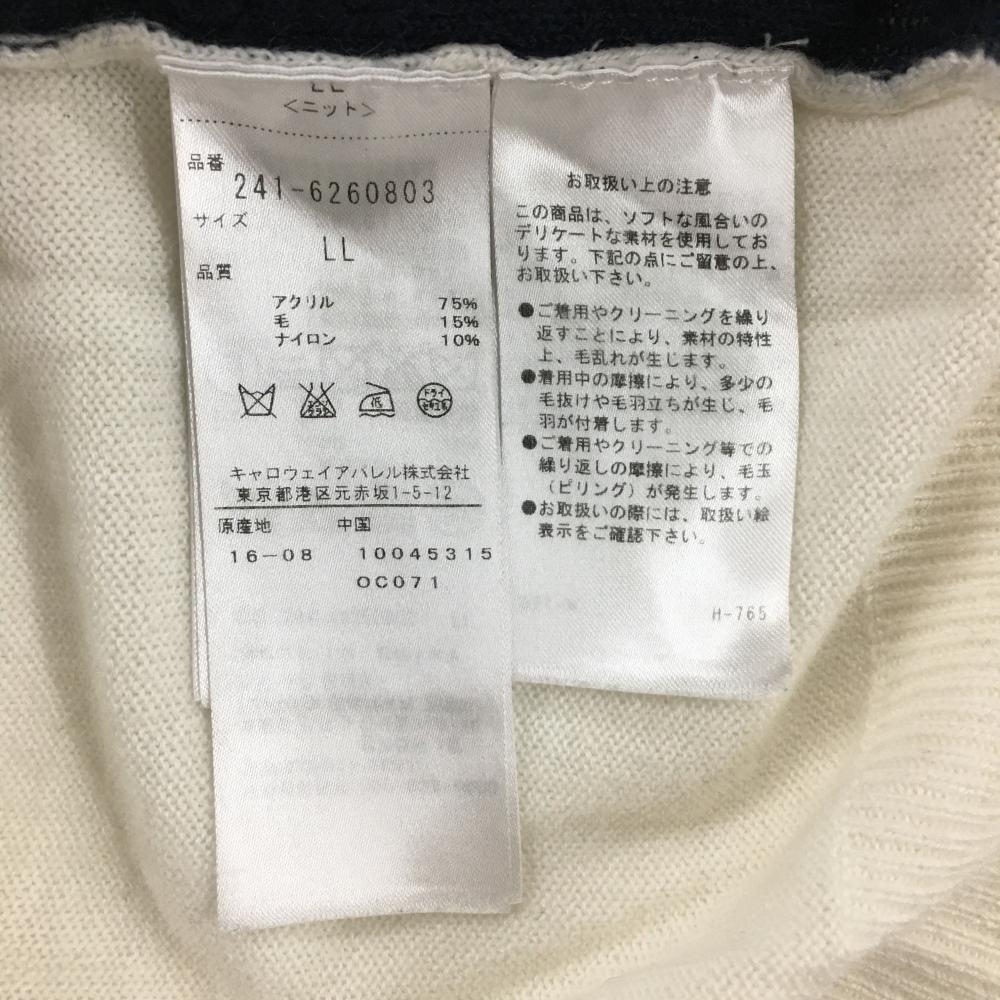 LL
<ニット>
品番
241-6260803
サイズ
LL
品質
アクリル 75%
毛 15%
ナイロン 10%
低
ドライ
キャロウェイアパレル株式会社
東京都港区元赤坂1-5-12
原産地 中国
16-08 10045315
OC071
お取扱い上の注意
この商品は、ソフトな風合いの
デリケートな素材を使用してお
ります。下記の点にご留意の上、
お取扱い下さい。
●ご着用やクリーニングを繰り
返すことにより、素材の特性
上、毛乱れが生じます。
●着用中の摩擦により、多少の
毛抜けや毛羽立ちが生じ、毛
羽が付着します。
●ご着用やクリーニング等での
繰り返しの摩擦により、毛玉
(ピリング)が発生します。
●お取扱いの際には、取扱い絵
表示をご確認下さい。
H-765